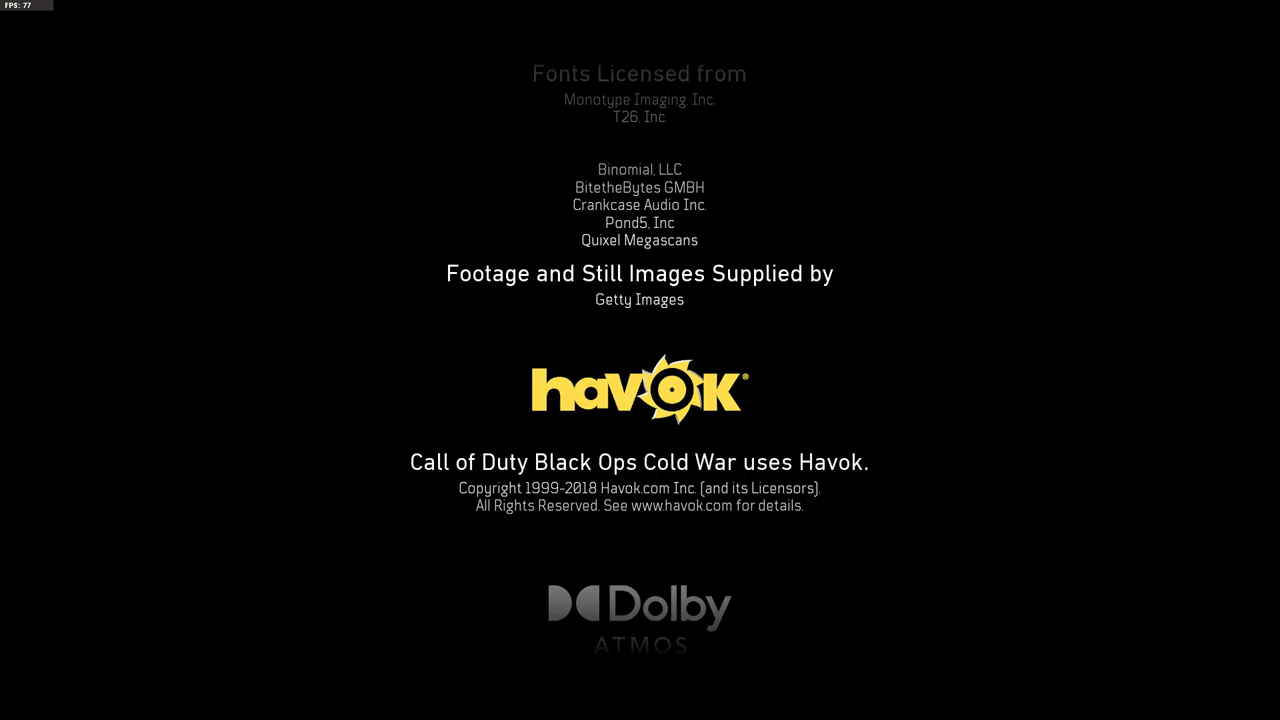 FPS: 77
Fonts Licensed from
Monotype Imaging, Inc.
T26, Inc.
Binomial, LLC
BitetheBytes GMBH
Crankcase Audio Inc.
Pond5, Inc
Quixel Megascans
Footage and Still Images Supplied by
Getty Images
havok®
Call of Duty Black Ops Cold War uses Havok.
Copyright 1999-2018 Havok.com Inc. (and its Licensors).
All Rights Reserved. See www.havok.com for details.
Dolby
ATMOS